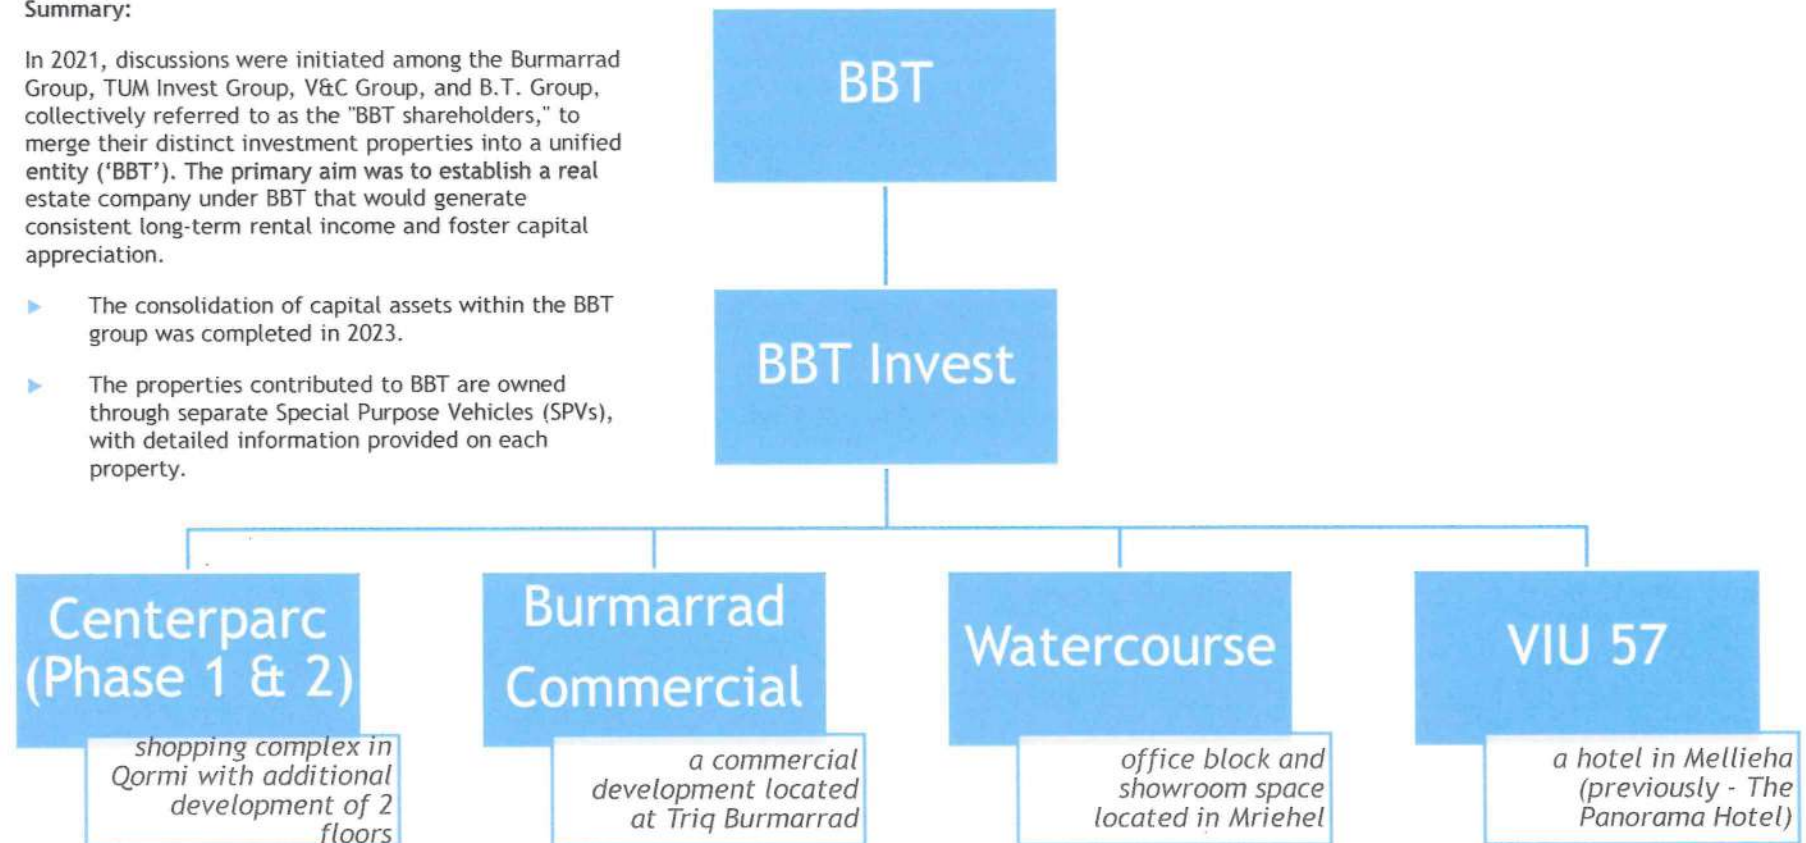 Summary:
In 2021, discussions were initiated among the Burmarrad
Group, TUM Invest Group, V&C Group, and B.T. Group,
collectively referred to as the "BBT shareholders," to
merge their distinct investment properties into a unified
entity (‘BBT’). The primary aim was to establish a real
estate company under BBT that would generate
consistent long-term rental income and foster capital
appreciation.
The consolidation of capital assets within the BBT
group was completed in 2023.
The properties contributed to BBT are owned
through separate Special Purpose Vehicles (SPVs),
with detailed information provided on each
property.
BBT
BBT Invest
Centerparc
(Phase 1 & 2)
shopping complex in
Qormi with additional
development of 2
floors
Burmarrad
Commercial
a commercial
development located
at Triq Burmarrad
Watercourse
office block and
showroom space
located in Mriehel
VIU 57
a hotel in Mellieha
(previously - The
Panorama Hotel)